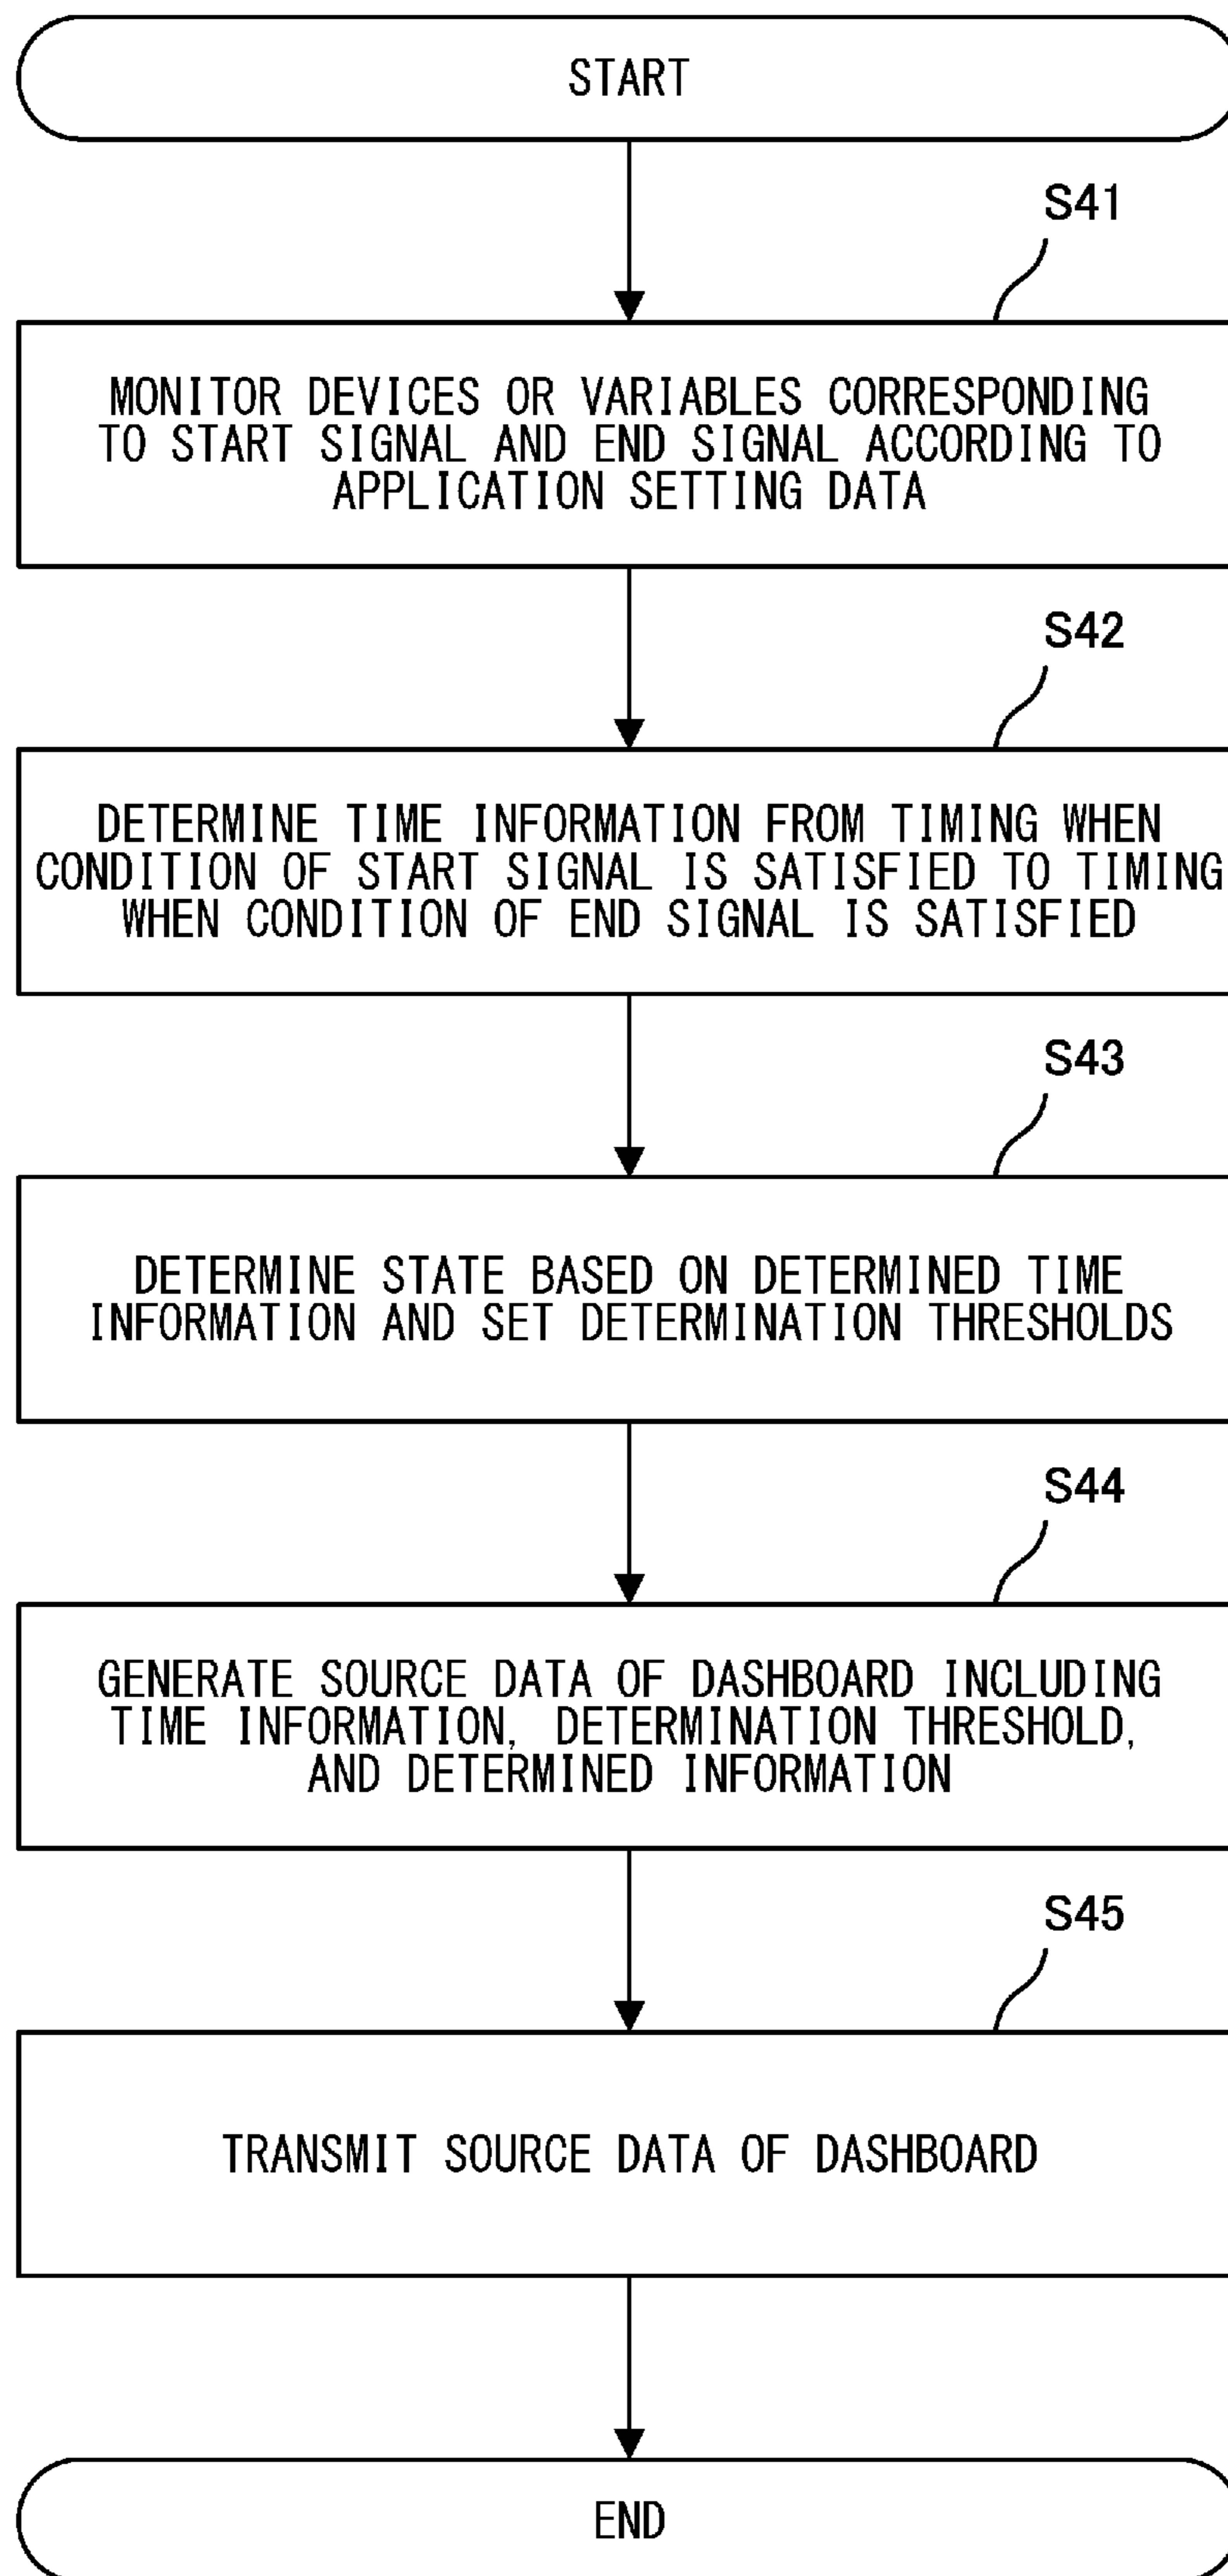 START
S41
MONITOR DEVICES OR VARIABLES CORRESPONDING
TO START SIGNAL AND END SIGNAL ACCORDING TO
APPLICATION SETTING DATA
S42
DETERMINE TIME INFORMATION FROM TIMING WHEN
CONDITION OF START SIGNAL IS SATISFIED TO TIMING
WHEN CONDITION OF END SIGNAL IS SATISFIED
S43
DETERMINE STATE BASED ON DETERMINED TIME
INFORMATION AND SET DETERMINATION THRESHOLDS
S44
GENERATE SOURCE DATA OF DASHBOARD INCLUDING
TIME INFORMATION, DETERMINATION THRESHOLD,
AND DETERMINED INFORMATION
S45
TRANSMIT SOURCE DATA OF DASHBOARD
END